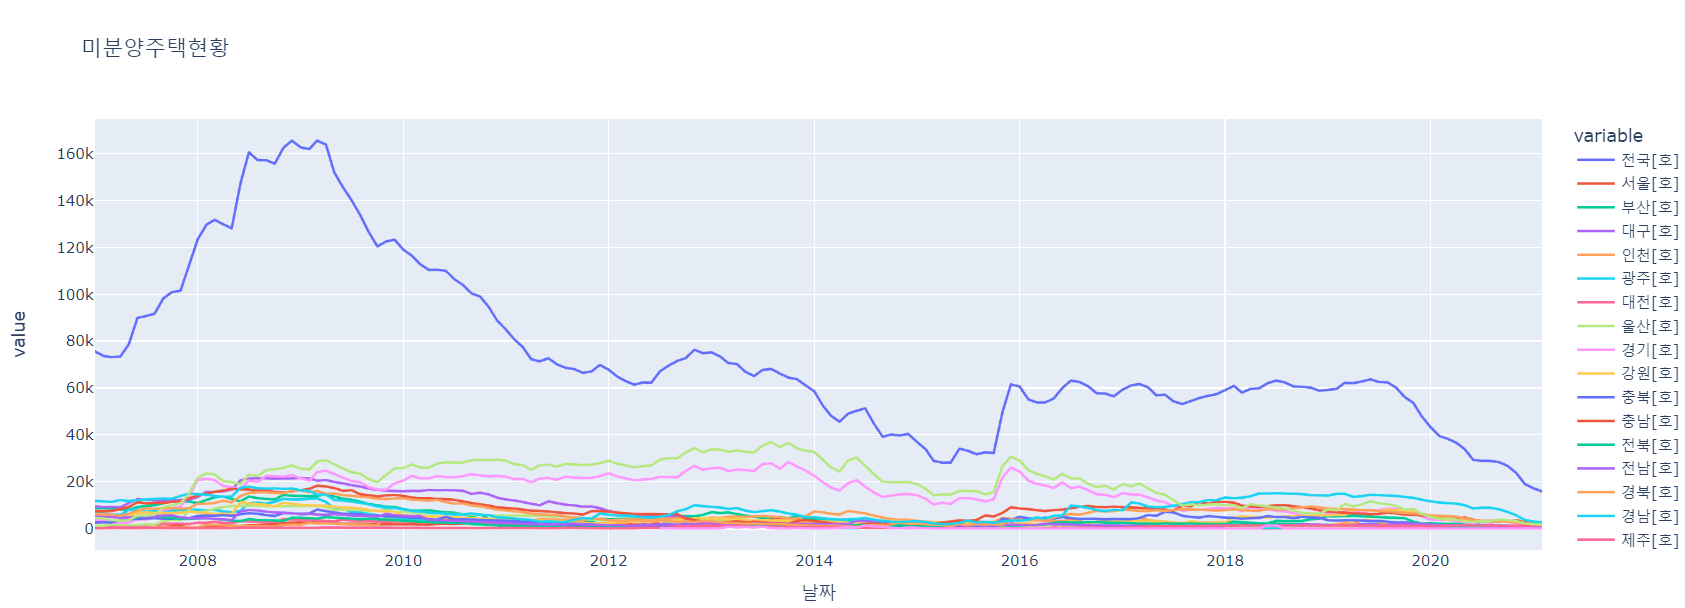 미분양주택현황
variable
전국[호]
서울[호]
부산[호]
대구[호]
인천[호]
광주[호]
대전[호]
울산[호]
경기[호]
강원[호]
충북[호]
충남[호]
전북[호]
전남[호]
경북[호]
경남[호]
제주[호]
value
160k
140k
120k
100k
80k
60k
40k
20k
0
2008
2010
2012
2014
2016
2018
2020
날짜